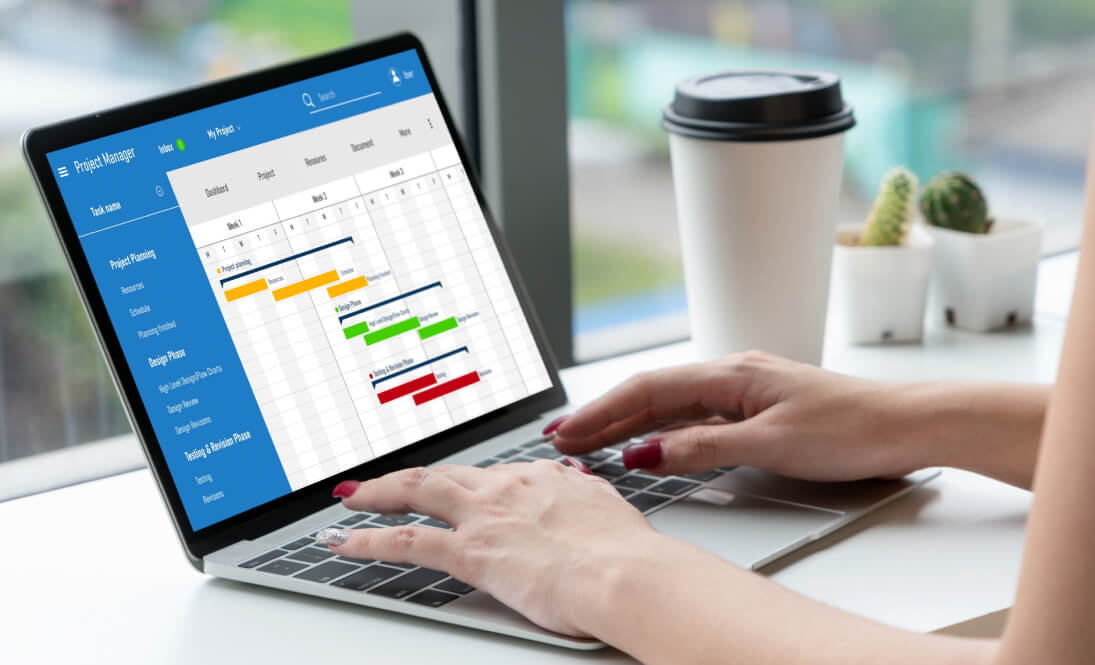 Project Manager
Inbox
My Project
Search
User
Task name
Project Planning
Resources
Schedule
Planning finished
Design Phase
High Level Design/Flow Charts
Design Review
Design Revisions
Testing & Revision Phase
Testing
Revisions
Dashbord
Project
Resoures
Document
More
Week 1
Week 2
Week 3
M T W T F M T W T F M T W T F M
Project planning
Resources
Schedule
Planning finished
Design Phase
High Level Design/Flow Charts
Design Review
Design Revisions
Testing & Revision Phase
Testing
Revisions